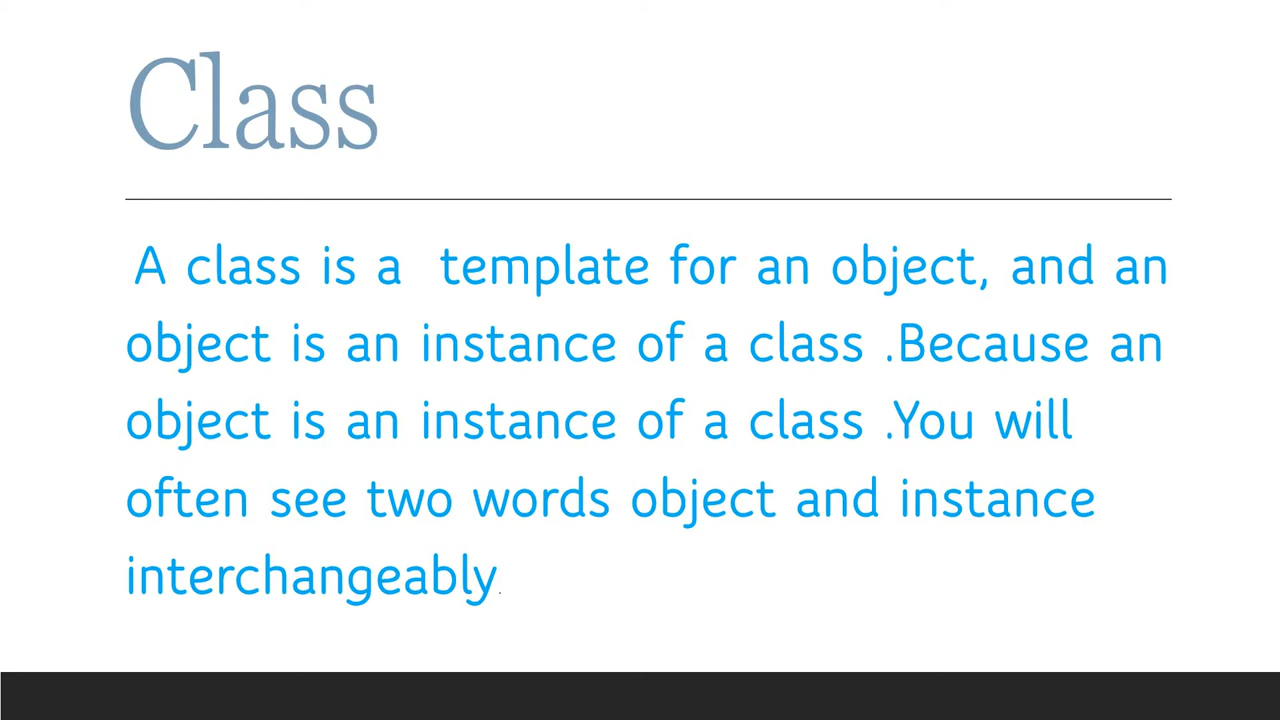 Class
A class is a  template for an object, and an
object is an instance of a class .Because an
object is an instance of a class .You will
often see two words object and instance
interchangeably.